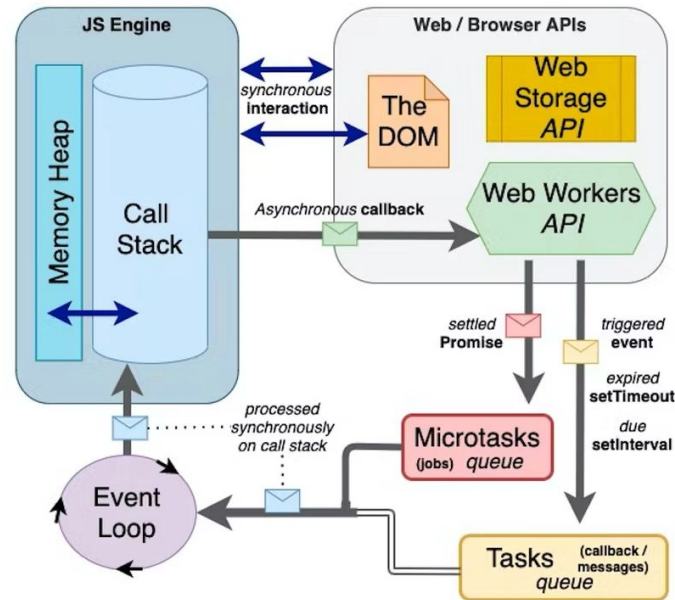 JS Engine
Memory Heap
Call
Stack
synchronous
interaction
Web / Browser APIs
The
DOM
Web
Storage
API
Web Workers
API
Asynchronous callback
settled
Promise
triggered
event
expired
setTimeout
due
setInterval
processed
synchronously
on call stack
Microtasks
(jobs) queue
Event
Loop
Tasks (callback /
messages)
queue